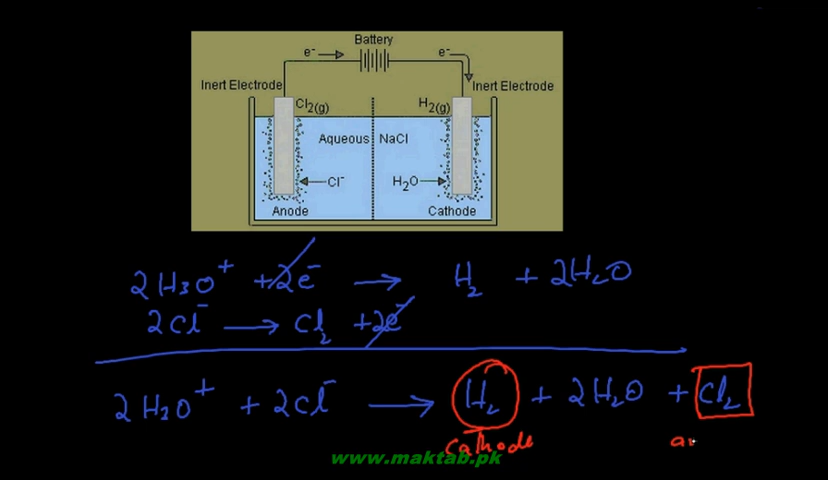 Battery
e⁻ e⁻
Inert Electrode Inert Electrode
Cl2(g) H2(g)
Aqueous NaCl
Cl⁻ H2O
Anode Cathode
2H3O⁺ + 2e⁻ → H2 + 2H2O
2Cl⁻ → Cl2 + 2e⁻
2H3O⁺ + 2Cl⁻ → H2 + 2H2O + Cl2
cathode an
www.maktab.pk